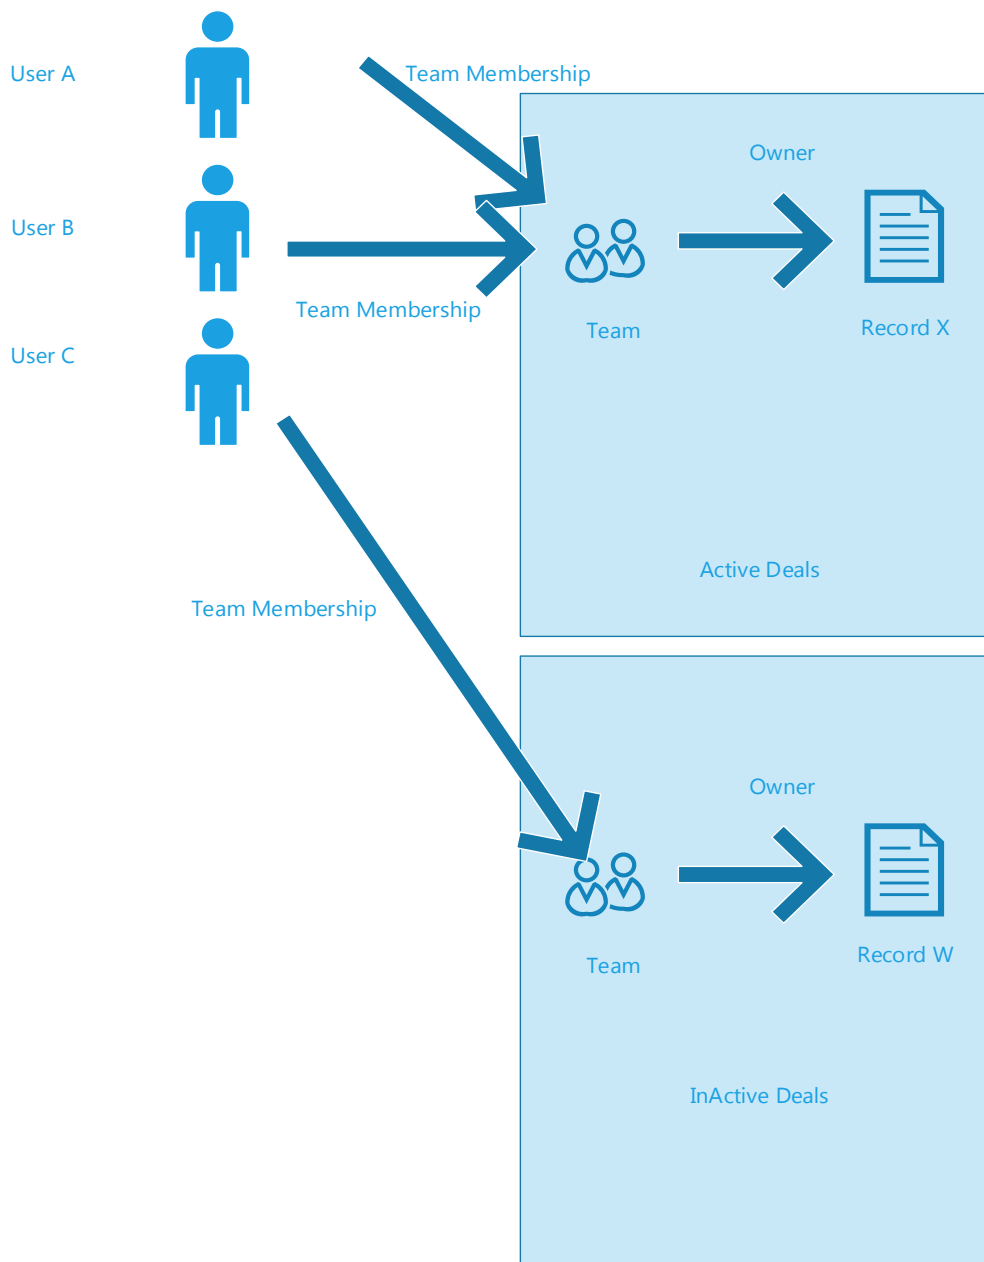 User A
Team Membership
Owner
User B
Team Membership
Team
Record X
User C
Active Deals
Team Membership
Owner
Team
Record W
InActive Deals